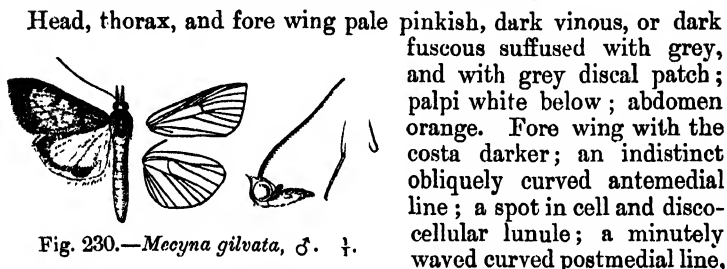 Head, thorax, and fore wing pale pinkish, dark vinous, or dark
fuscous suffused with grey,
and with grey discal patch;
palpi white below; abdomen
orange. Fore wing with the
costa darker; an indistinct
obliquely curved antemedial
line; a spot in cell and disco-
cellular lunule; a minutely
waved curved postmedial line,
Fig. 230.—Mecyna gilvata, ♂. 1/1.